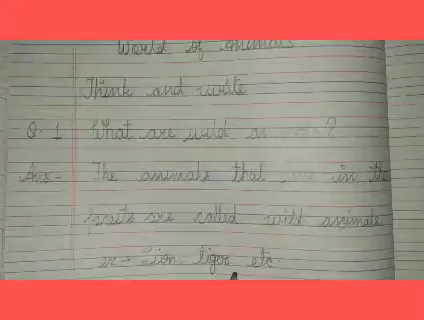 World of animals
Think and write
Q. 1 What are wild ?
Ans- The animals that in the
forests are called wild animals
ex- Lion, tiger etc.